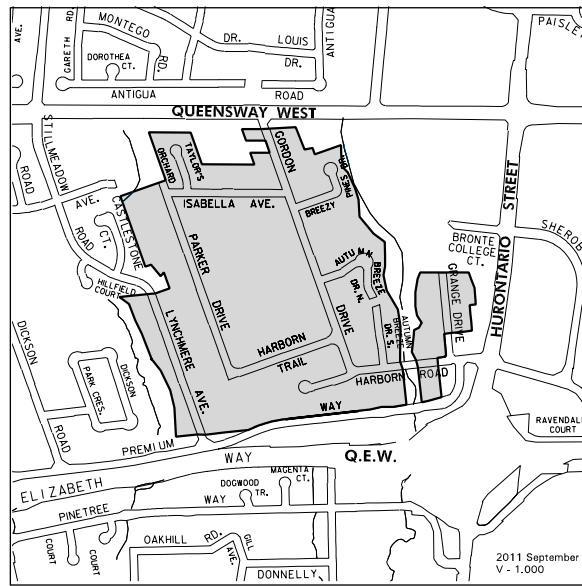 AVE.
GARETH RD.
MONTEGO RD.
DOROTHEA CT.
LOUIS DR.
DR.
ANTIGUA
PAISLEY
ANTIGUA ROAD
QUEENSWAY WEST
STILLMEADOW ROAD
ROAD
AVE.
CASTLESTONE
CT.
HILLFIELD COURT
TAYLOR'S ORCHARD
GORDON DRIVE
ISABELLA AVE.
BREEZY PINES DR.
PARKER DRIVE
AUTUMN BREEZE DR. N.
AUTUMN BREEZE DR. S.
HARBORN TRAIL
HARBORN ROAD
LYNCHMERE AVE.
GRANGE DRIVE
BRONTE COLLEGE CT.
HURONTARIO STREET
SHEROB
DICKSON ROAD
PARK CRES.
DICKSON
PREMIUM WAY
RAVENDALE COURT
Q.E.W.
ELIZABETH WAY
MAGENTA CT.
DOGWOOD TR.
PINETREE WAY
COURT
COURT
OAKHILL RD.
GILL AVE.
DONNELLY
2011 September
V - 1.000